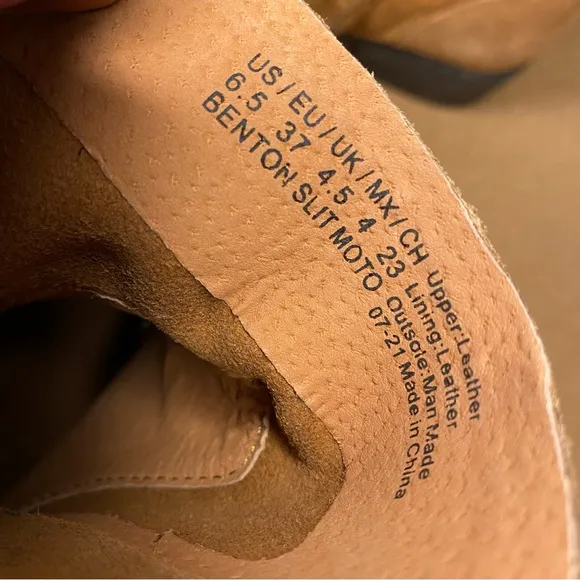 US/EU/UK/MX/CH Upper:Leather
6.5 37 4.5 4 23 Lining:Leather
BENTON SLIT MOTO Outsole:Man Made
07-21 Made in China